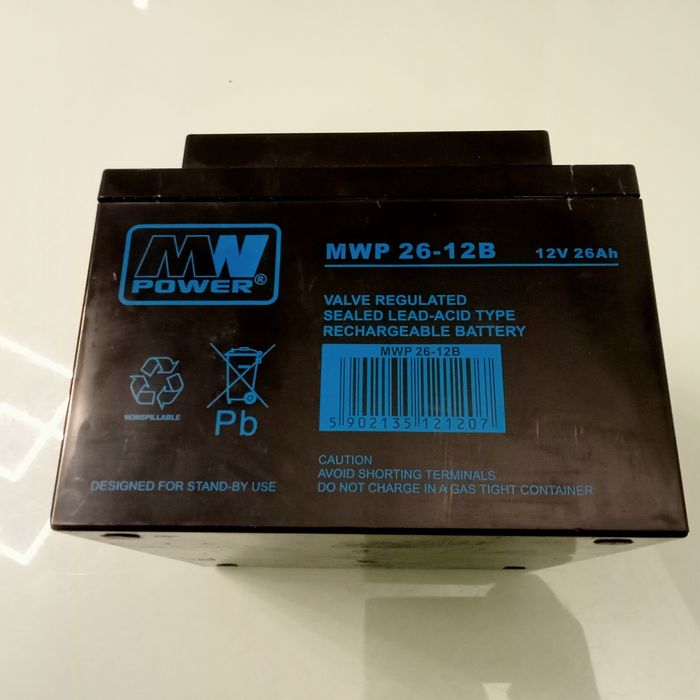 MW
POWER®
MWP 26-12B 12V 26Ah
VALVE REGULATED
SEALED LEAD-ACID TYPE
RECHARGEABLE BATTERY
MWP 26-12B
5 902135 121207
NONSPILLABLE
Pb
CAUTION
AVOID SHORTING TERMINALS
DO NOT CHARGE IN A GAS TIGHT CONTAINER
DESIGNED FOR STAND-BY USE